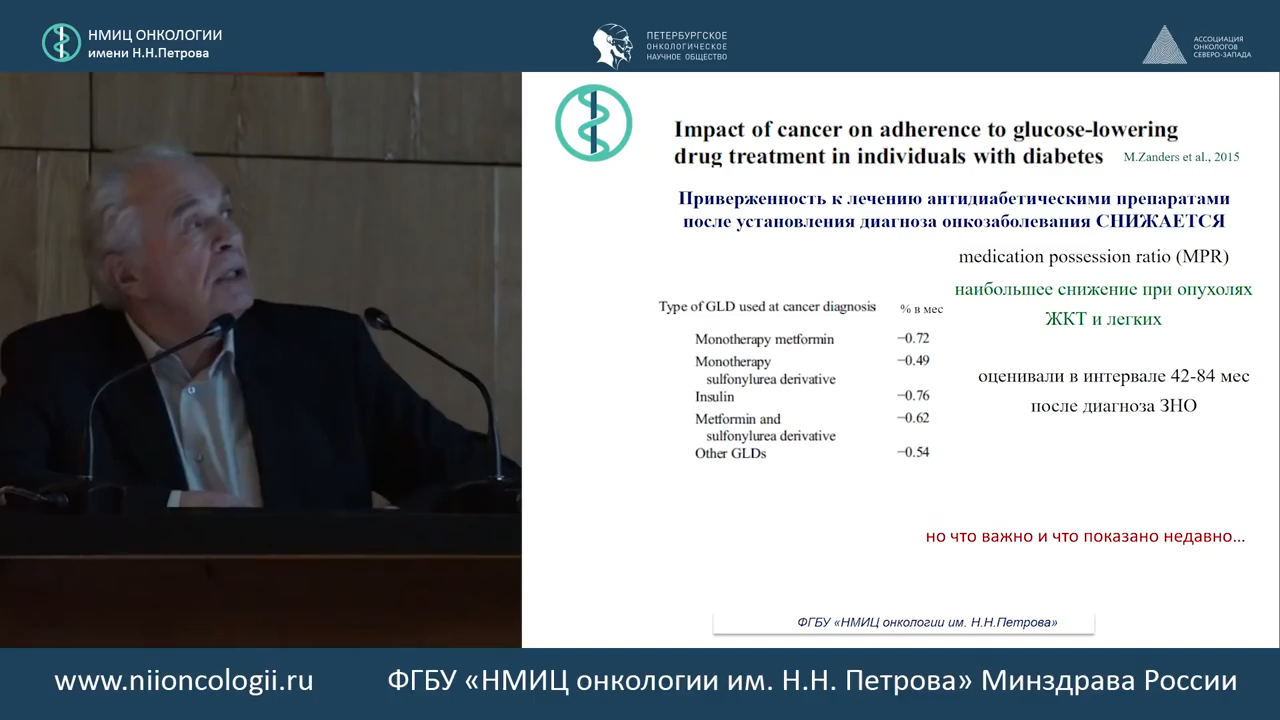 НМИЦ ОНКОЛОГИИ
имени Н.Н.Петрова
ПЕТЕРБУРГСКОЕ
ОНКОЛОГИЧЕСКОЕ
НАУЧНОЕ ОБЩЕСТВО
АССОЦИАЦИЯ
ОНКОЛОГОВ
СЕВЕРО-ЗАПАДА
Impact of cancer on adherence to glucose-lowering
drug treatment in individuals with diabetes M.Zanders et al., 2015
Приверженность к лечению антидиабетическими препаратами
после установления диагноза онкозаболевания СНИЖАЕТСЯ
medication possession ratio (MPR)
наибольшее снижение при опухолях
ЖКТ и легких
Type of GLD used at cancer diagnosis % в мес
Monotherapy metformin −0.72
Monotherapy −0.49
sulfonylurea derivative
Insulin −0.76
Metformin and −0.62
sulfonylurea derivative
Other GLDs −0.54
оценивали в интервале 42-84 мес
после диагноза ЗНО
но что важно и что показано недавно...
ФГБУ «НМИЦ онкологии им. Н.Н.Петрова»
www.niioncologii.ru ФГБУ «НМИЦ онкологии им. Н.Н. Петрова» Минздрава России